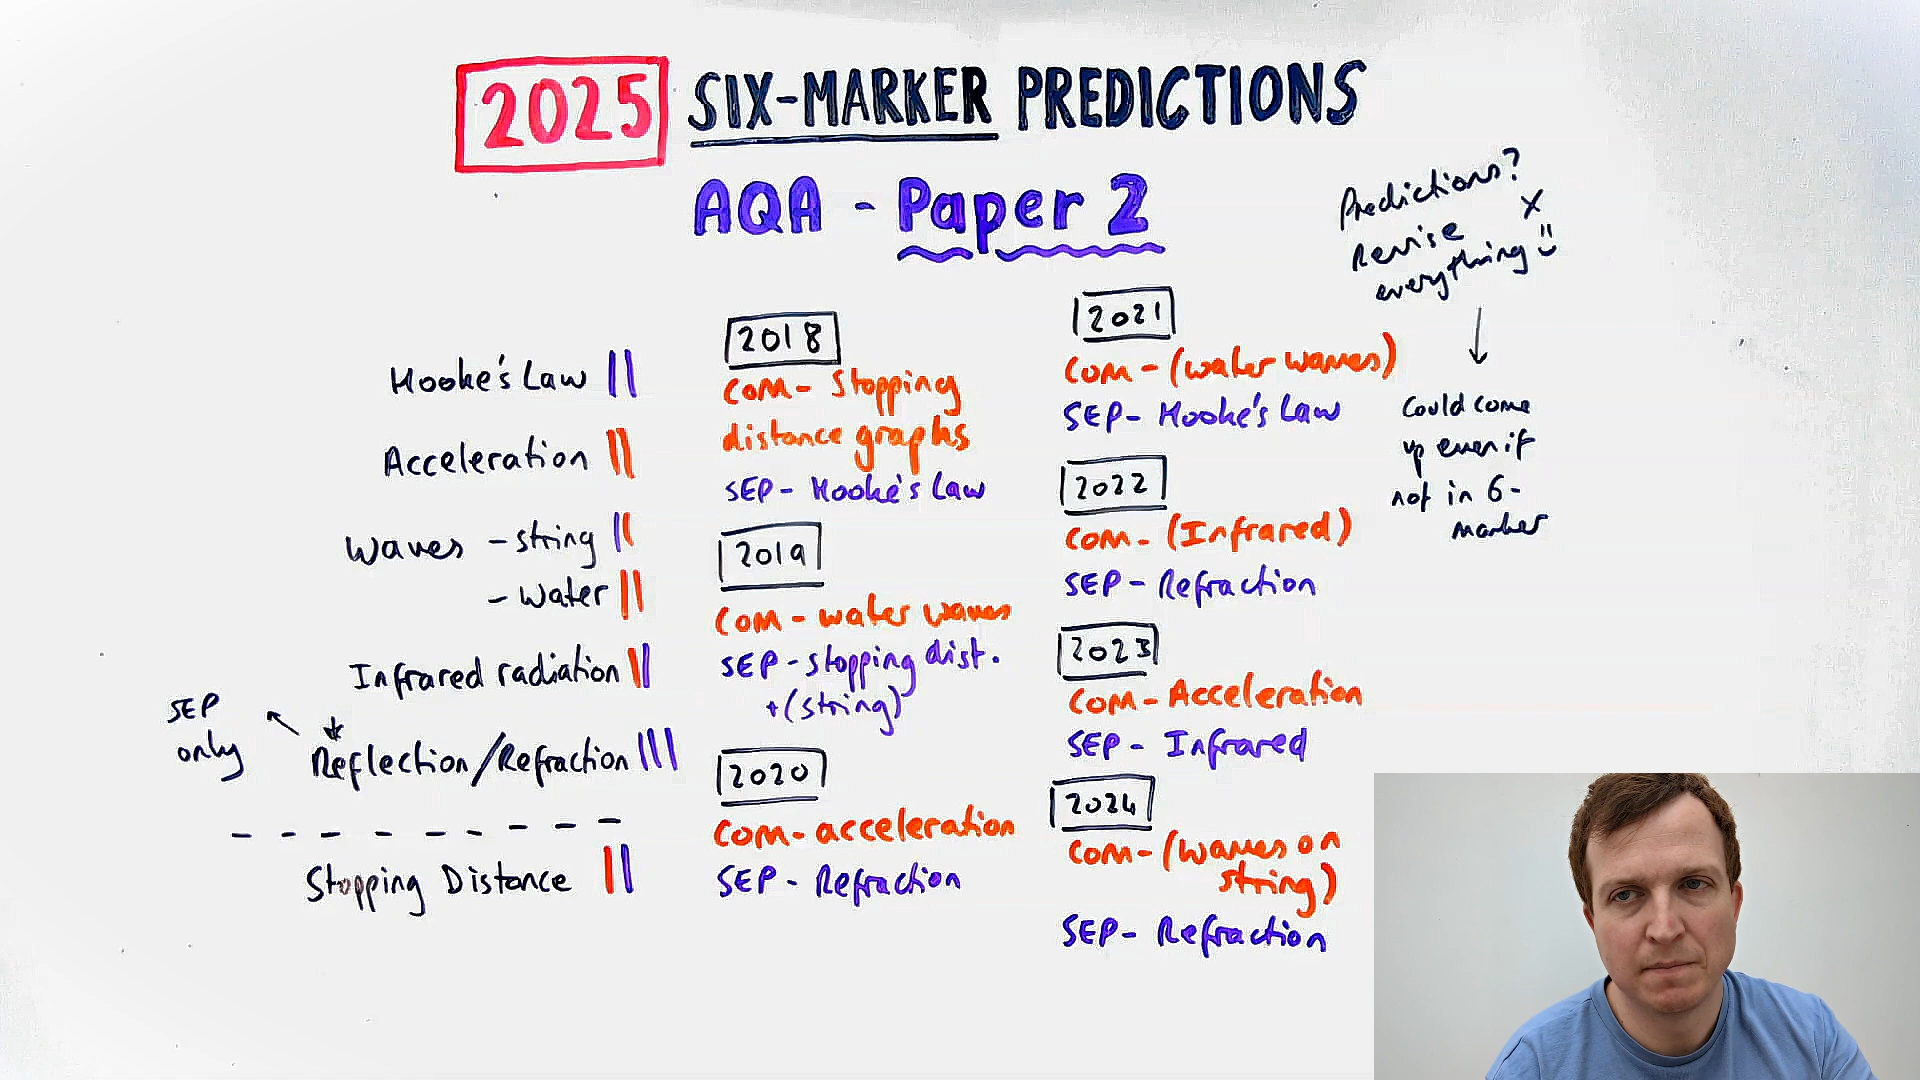 2025 SIX-MARKER PREDICTIONS
AQA - Paper 2
Predictions? x
Revise
everything
Could come
up even if
not in 6-
marker
Hooke's Law ||
Acceleration ||
Waves - string ||
- water ||
Infrared radiation ||
SEP
only
* Reflection/Refraction |||
Stopping Distance ||
2018
COM - Stopping
distance graphs
SEP - Hooke's Law
2019
COM - water waves
SEP - stopping dist.
+ (string)
2020
COM - acceleration
SEP - Refraction
2021
COM - (water waves)
SEP - Hooke's Law
2022
COM - (Infrared)
SEP - Refraction
2023
COM - Acceleration
SEP - Infrared
2024
COM - (waves on
string)
SEP - Refraction